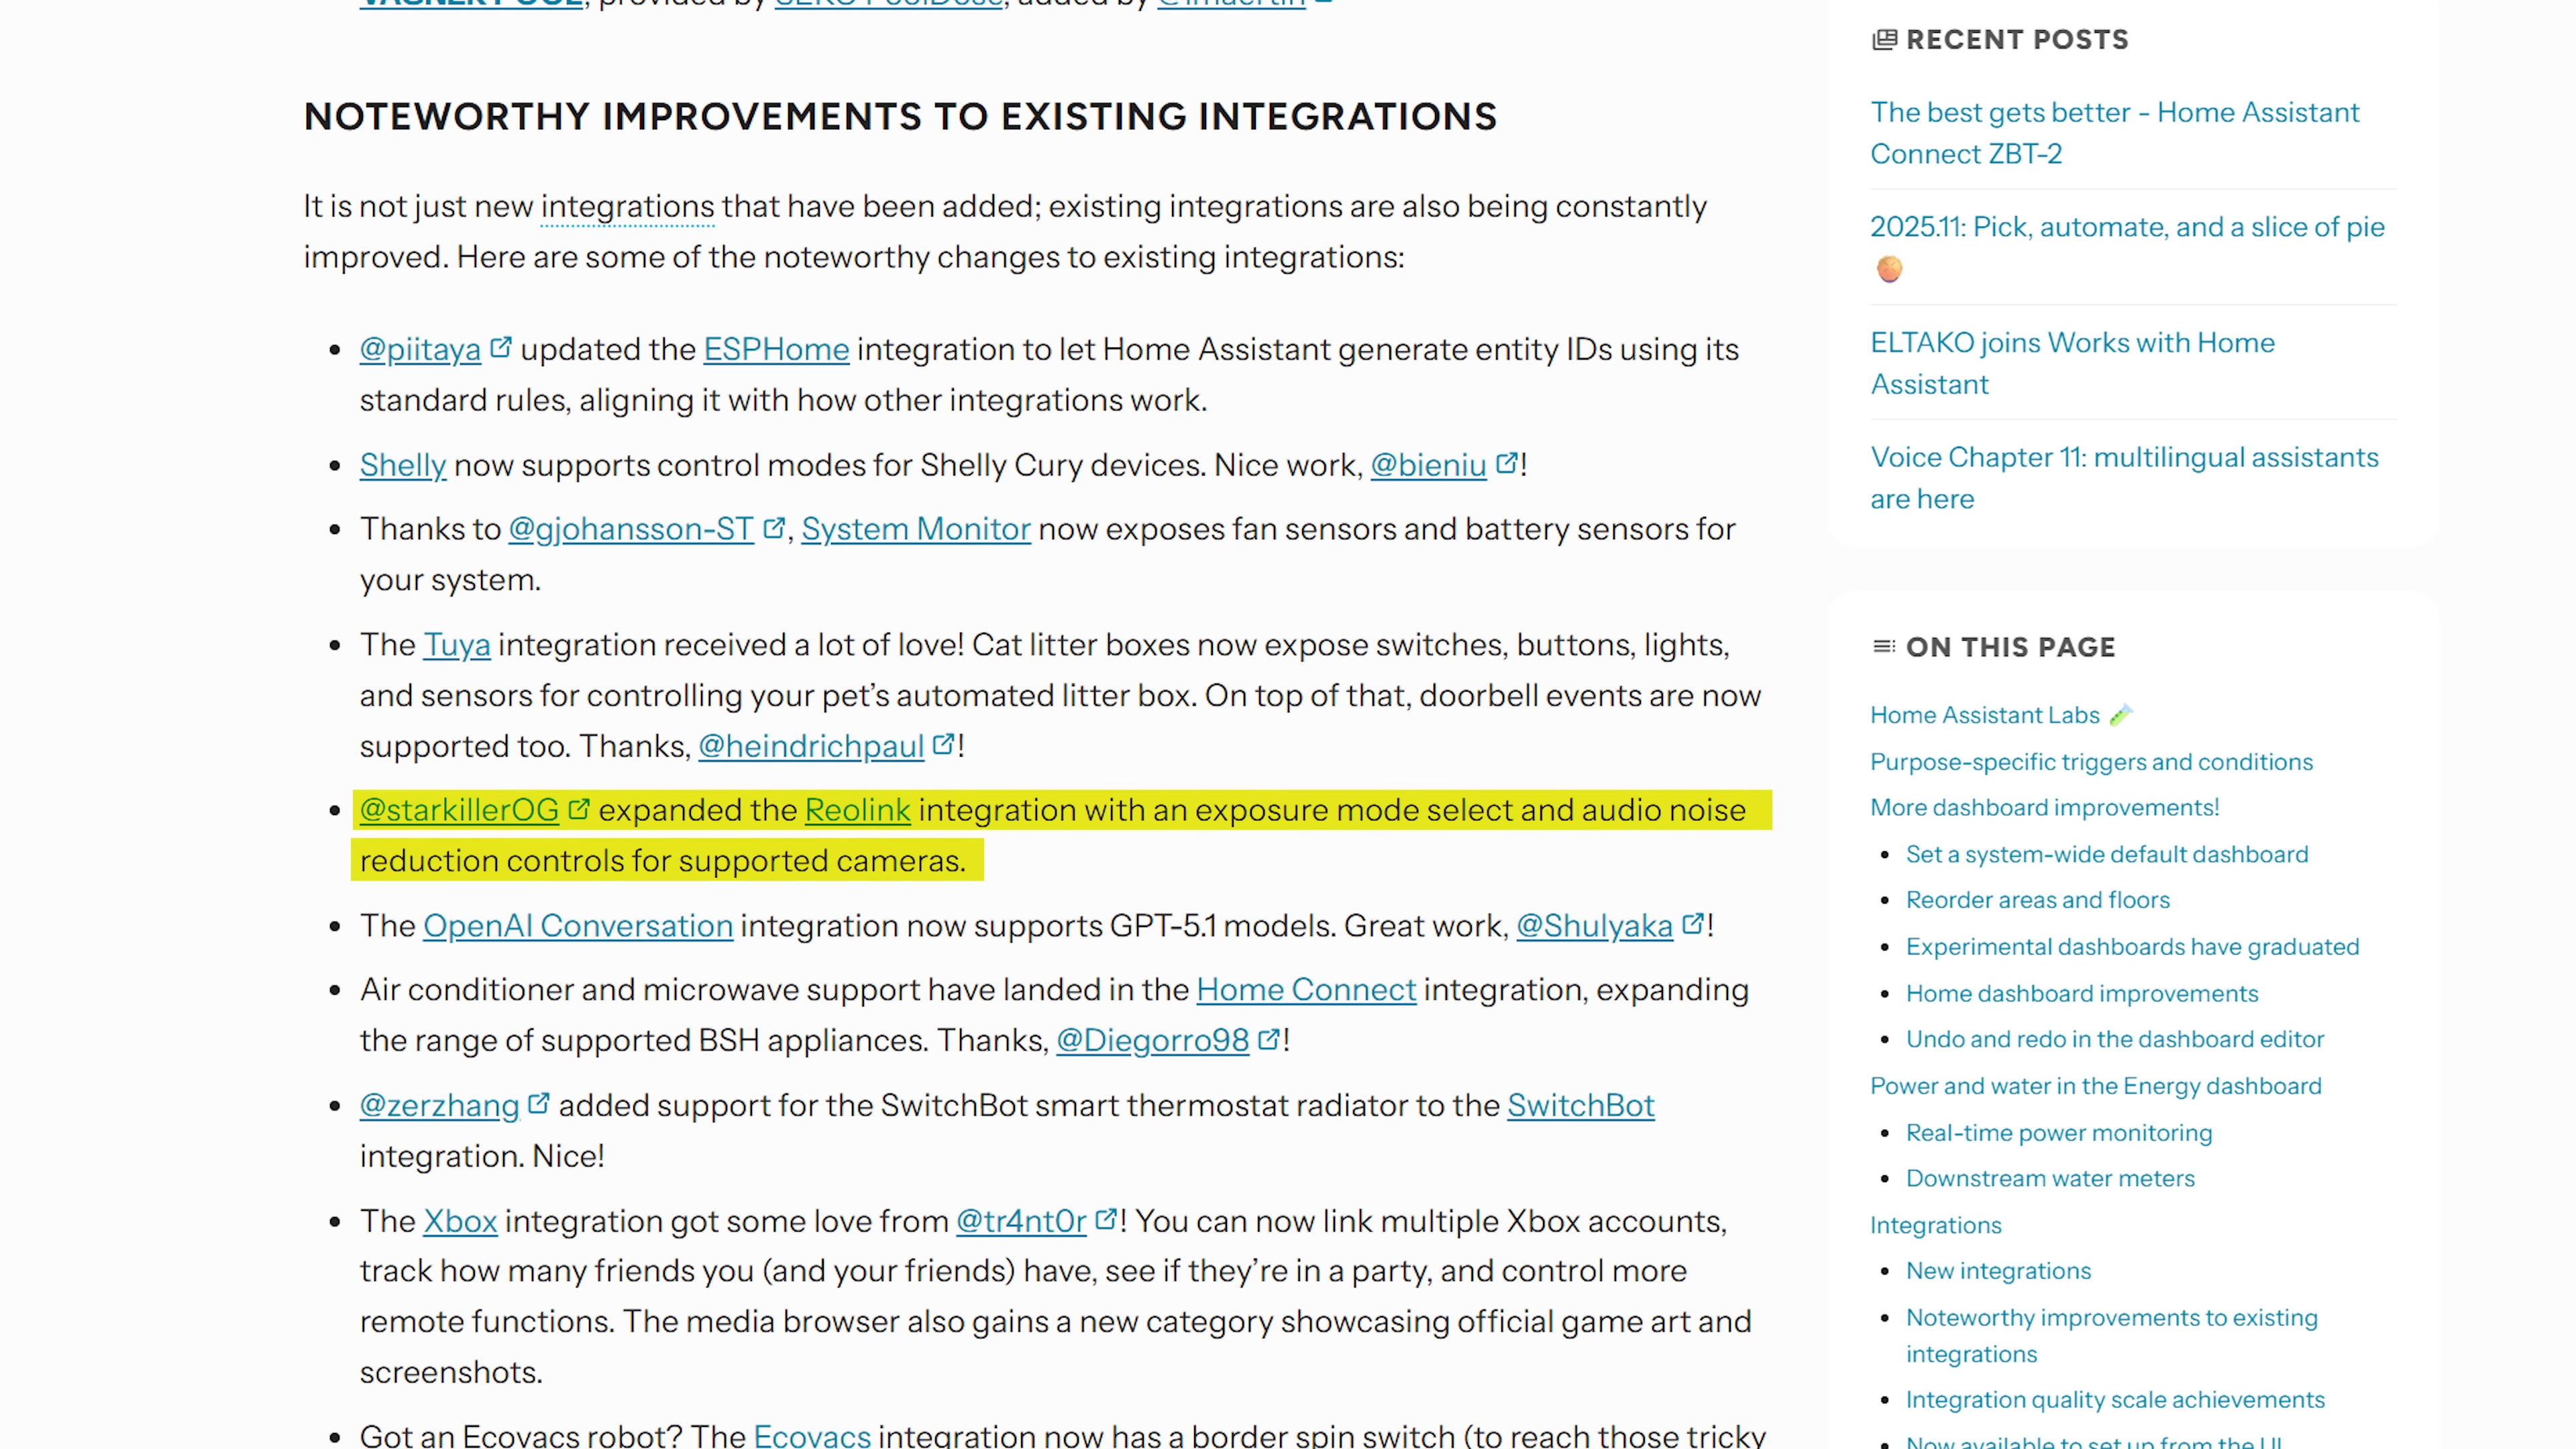 VAGNER POOL, provided by SEKO PoolDose, added by @lmaertin
NOTEWORTHY IMPROVEMENTS TO EXISTING INTEGRATIONS
It is not just new integrations that have been added; existing integrations are also being constantly
improved. Here are some of the noteworthy changes to existing integrations:
@piitaya updated the ESPHome integration to let Home Assistant generate entity IDs using its
standard rules, aligning it with how other integrations work.
Shelly now supports control modes for Shelly Cury devices. Nice work, @bieniu!
Thanks to @gjohansson-ST, System Monitor now exposes fan sensors and battery sensors for
your system.
The Tuya integration received a lot of love! Cat litter boxes now expose switches, buttons, lights,
and sensors for controlling your pet’s automated litter box. On top of that, doorbell events are now
supported too. Thanks, @heindrichpaul!
@starkillerOG expanded the Reolink integration with an exposure mode select and audio noise
reduction controls for supported cameras.
The OpenAI Conversation integration now supports GPT-5.1 models. Great work, @Shulyaka!
Air conditioner and microwave support have landed in the Home Connect integration, expanding
the range of supported BSH appliances. Thanks, @Diegorro98!
@zerzhang added support for the SwitchBot smart thermostat radiator to the SwitchBot
integration. Nice!
The Xbox integration got some love from @tr4nt0r! You can now link multiple Xbox accounts,
track how many friends you (and your friends) have, see if they’re in a party, and control more
remote functions. The media browser also gains a new category showcasing official game art and
screenshots.
Got an Ecovacs robot? The Ecovacs integration now has a border spin switch (to reach those tricky
RECENT POSTS
The best gets better - Home Assistant
Connect ZBT-2
2025.11: Pick, automate, and a slice of pie
🥧
ELTAKO joins Works with Home
Assistant
Voice Chapter 11: multilingual assistants
are here
ON THIS PAGE
Home Assistant Labs 🧪
Purpose-specific triggers and conditions
More dashboard improvements!
Set a system-wide default dashboard
Reorder areas and floors
Experimental dashboards have graduated
Home dashboard improvements
Undo and redo in the dashboard editor
Power and water in the Energy dashboard
Real-time power monitoring
Downstream water meters
Integrations
New integrations
Noteworthy improvements to existing
integrations
Integration quality scale achievements
Now available to set up from the UI